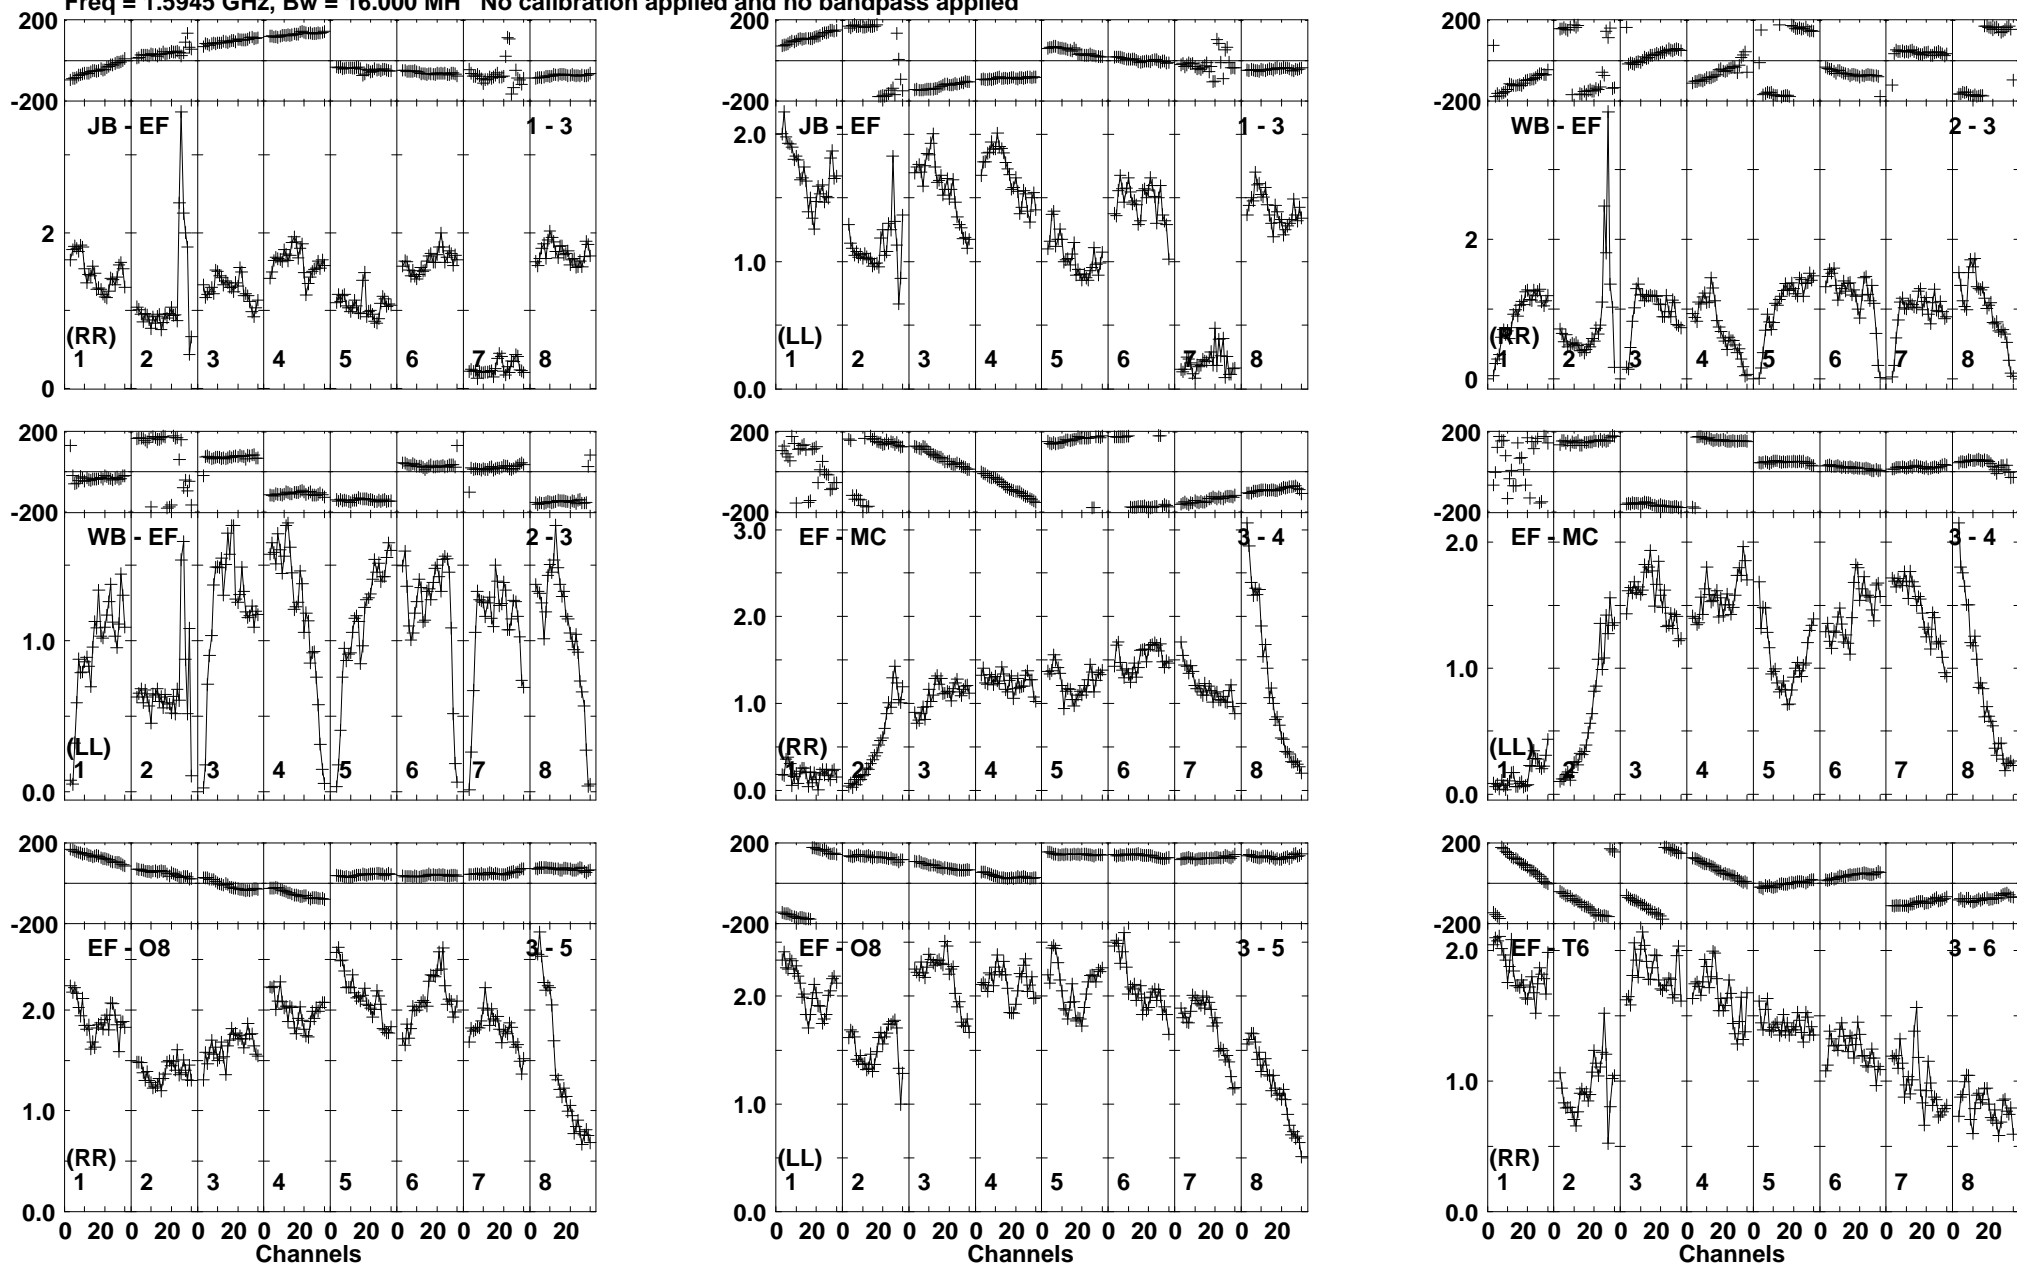 Freq = 1.5945 GHz, Bw = 16.000 MH No calibration applied and no bandpass applied
200 200 200
-200 -200 -200
JB - EF 1 - 3 JB - EF 1 - 3 WB - EF 2 - 3
2.0
2 2
1.0
(RR) (LL) (RR)
1 2 3 4 5 6 7 8 1 2 3 4 5 6 7 8 1 2 3 4 5 6 7 8
0 0.0 0
200 200 200
-200 -200 -200
WB - EF 2 - 3 EF - MC 3 - 4 EF - MC 3 - 4
3.0 2.0
2.0
1.0 1.0 1.0
(LL) (RR) (LL)
1 2 3 4 5 6 7 8 1 2 3 4 5 6 7 8 1 2 3 4 5 6 7 8
0.0 0.0 0.0
200 200 200
-200 -200 -200
EF - O8 3 - 5 EF - O8 3 - 5 EF - T6 3 - 6
2.0 2.0 2.0
1.0 1.0 1.0
(RR) (LL) (RR)
1 2 3 4 5 6 7 8 1 2 3 4 5 6 7 8 1 2 3 4 5 6 7 8
0.0 0.0 0.0
0 20 0 20 0 20 0 20 0 20 0 20 0 20 0 20 0 20 0 20 0 20 0 20 0 20 0 20 0 20 0 20 0 20 0 20 0 20 0 20 0 20 0 20 0 20 0 20
Channels Channels